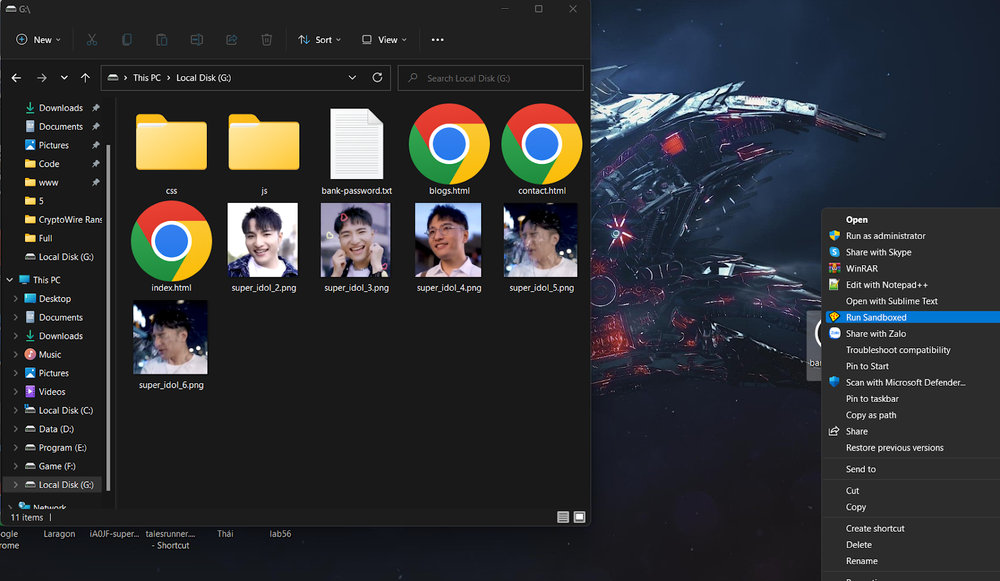 G:\
New
Sort
View
This PC
Local Disk (G:)
Search Local Disk (G:)
Downloads
Documents
Pictures
Code
www
5
CryptoWire Rans
Full
Local Disk (G:)
This PC
Desktop
Documents
Downloads
Music
Pictures
Videos
Local Disk (C:)
Data (D:)
Program (E:)
Game (F:)
Local Disk (G:)
Network
css
js
bank-password.txt
blogs.html
contact.html
index.html
super_idol_2.png
super_idol_3.png
super_idol_4.png
super_idol_5.png
super_idol_6.png
11 items
ogle
rome
Laragon
iA0JF-super...
talesrunner....
- Shortcut
Thái
lab56
bar
Open
Run as administrator
Share with Skype
WinRAR
Edit with Notepad++
Open with Sublime Text
Run Sandboxed
Zalo
Share with Zalo
Troubleshoot compatibility
Pin to Start
Scan with Microsoft Defender...
Pin to taskbar
Copy as path
Share
Restore previous versions
Send to
Cut
Copy
Create shortcut
Delete
Rename